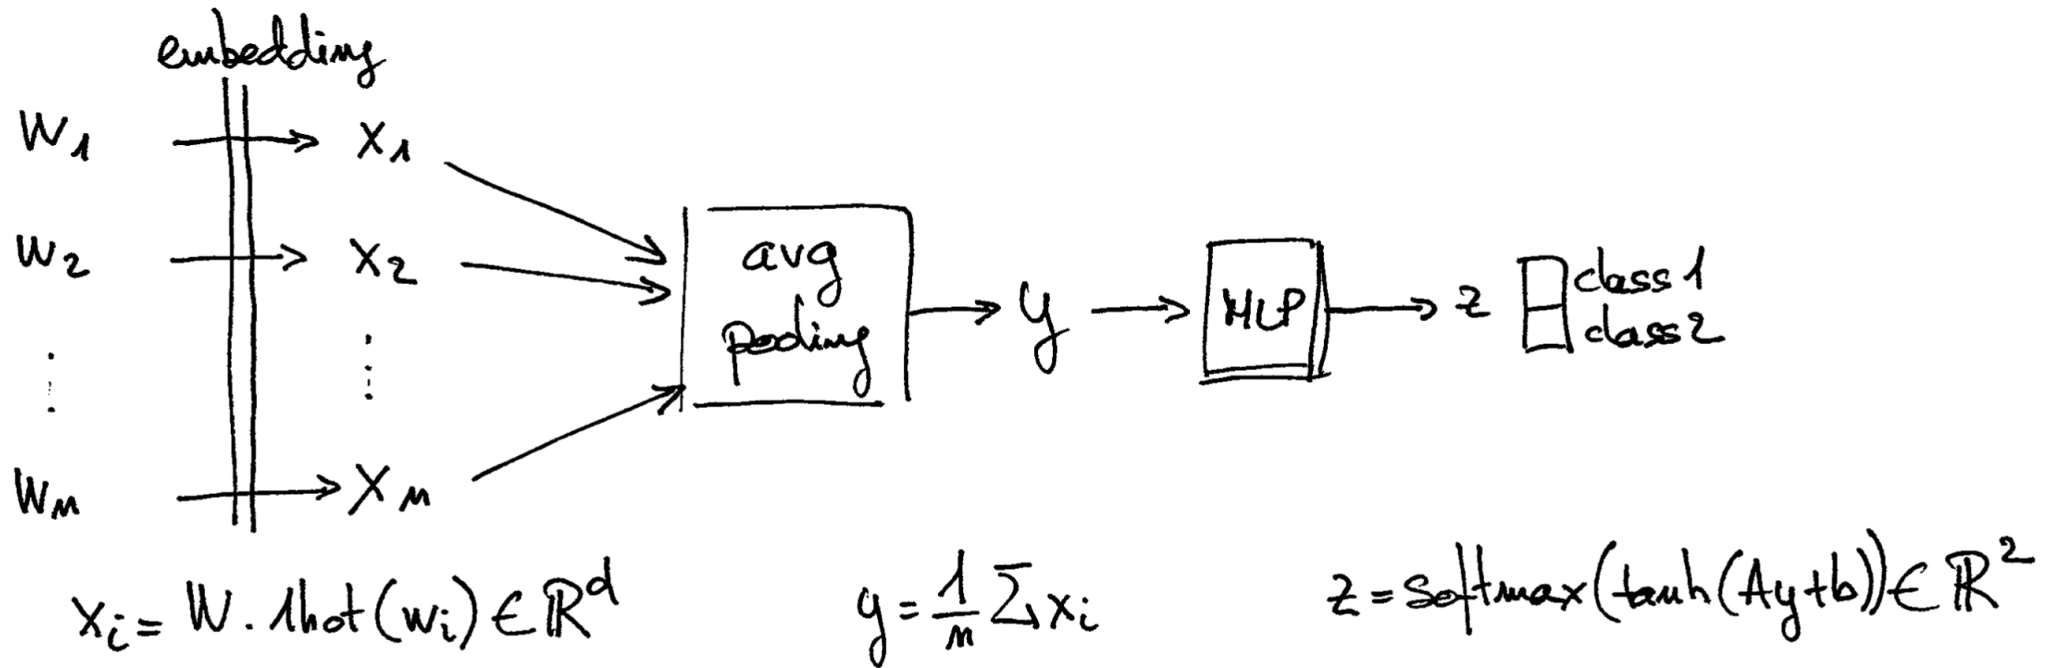 embedding
W1 X1
W2 X2
⋮ ⋮
Wn Xn
avg
pooling
y
MLP
z
class 1
class 2
xi = W . 1hot(wi) ∈ ℝ^d
y = 1/n Σ xi
z = Softmax(tanh(Ay+b)) ∈ ℝ^2